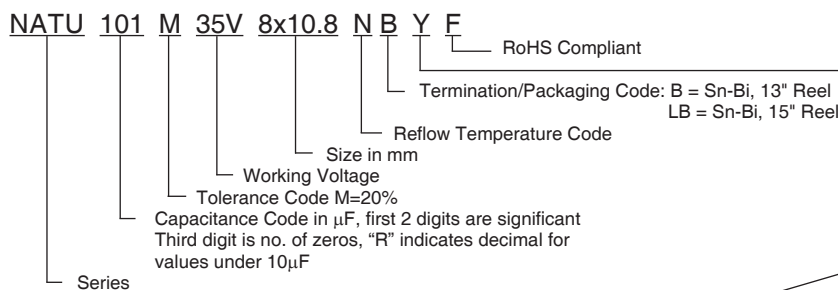 NATU 101 M 35V 8x10.8 N B Y F
RoHS Compliant
Termination/Packaging Code: B = Sn-Bi, 13" Reel
LB = Sn-Bi, 15" Reel
Reflow Temperature Code
Size in mm
Working Voltage
Tolerance Code M=20%
Capacitance Code in μF, first 2 digits are significant
Third digit is no. of zeros, “R” indicates decimal for
values under 10μF
Series